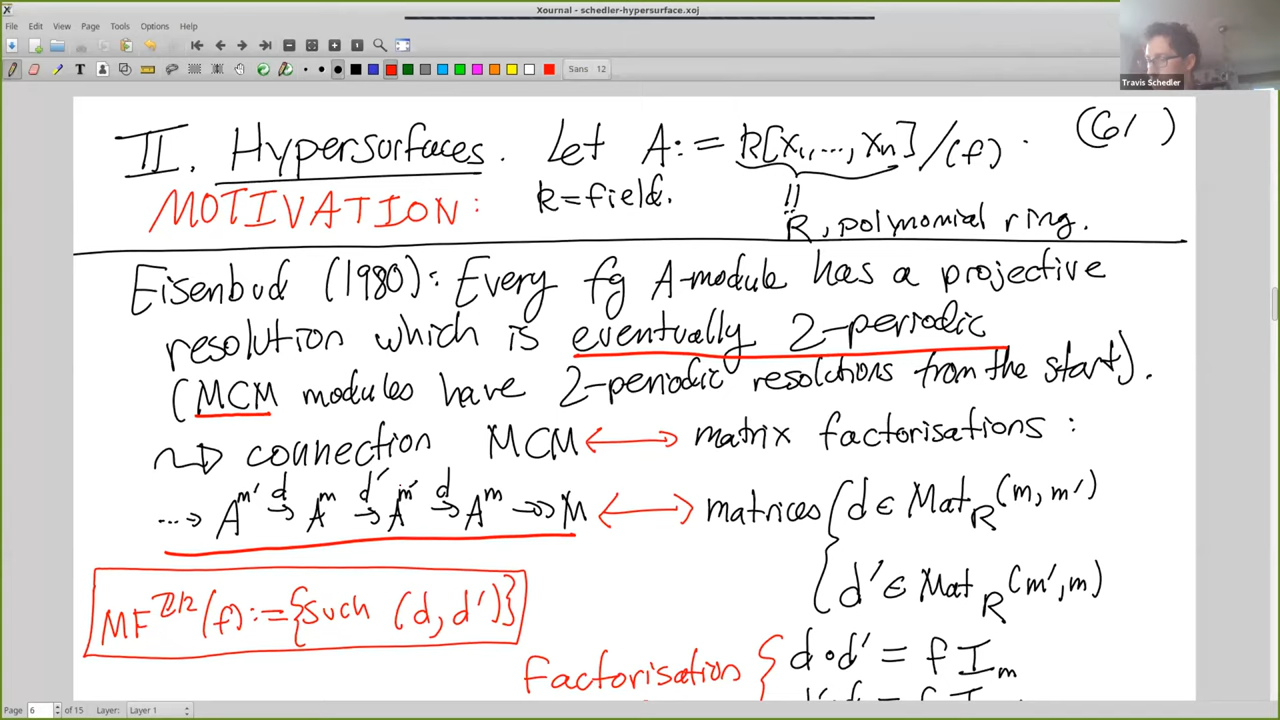 Xournal - schedler-hypersurface.xoj
File Edit View Page Tools Options Help
Sans 12
Travis Schedler
II. Hypersurfaces. Let A := k[x₁,...,xₙ]/(f). (6/ )
MOTIVATION: k = field. R, polynomial ring.
Eisenbud (1980): Every fg A-module has a projective
resolution which is eventually 2-periodic
(MCM modules have 2-periodic resolutions from the start).
⇝ connection MCM ↔ matrix factorisations:
... → A^m' →^d A^m →^d' A^m' →^d A^m ↠ M ↔ matrices { d ∈ Mat_R(m, m')
d' ∈ Mat_R(m', m)
MF^ℤ/2(f) := {such (d, d')}
Factorisation { d ∘ d' = f I_m
Page 6 of 15 Layer: Layer 1